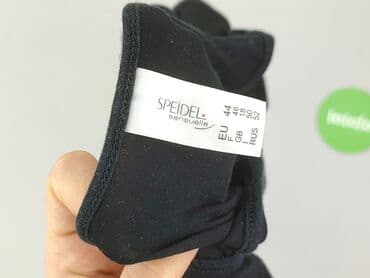 SPEIDEL
sensuelle
EU 44
F 46
GB 18
I 50
RUS 52